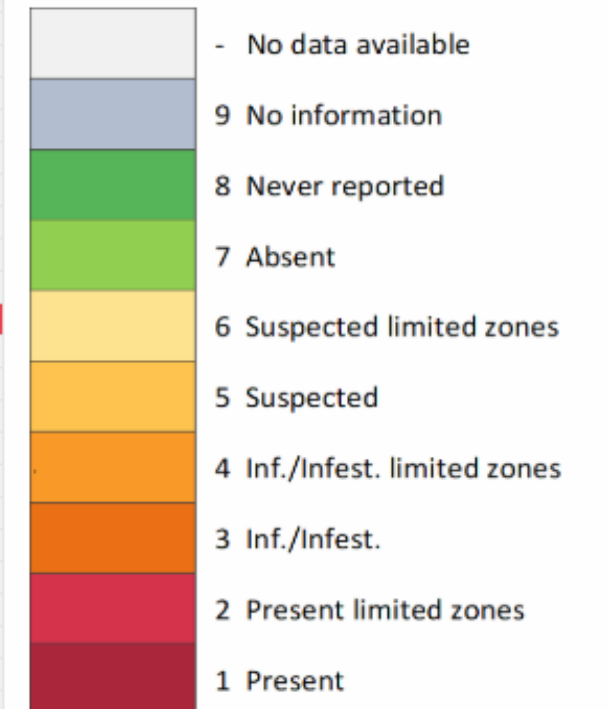 - No data available
9 No information
8 Never reported
7 Absent
6 Suspected limited zones
5 Suspected
4 Inf./Infest. limited zones
3 Inf./Infest.
2 Present limited zones
1 Present